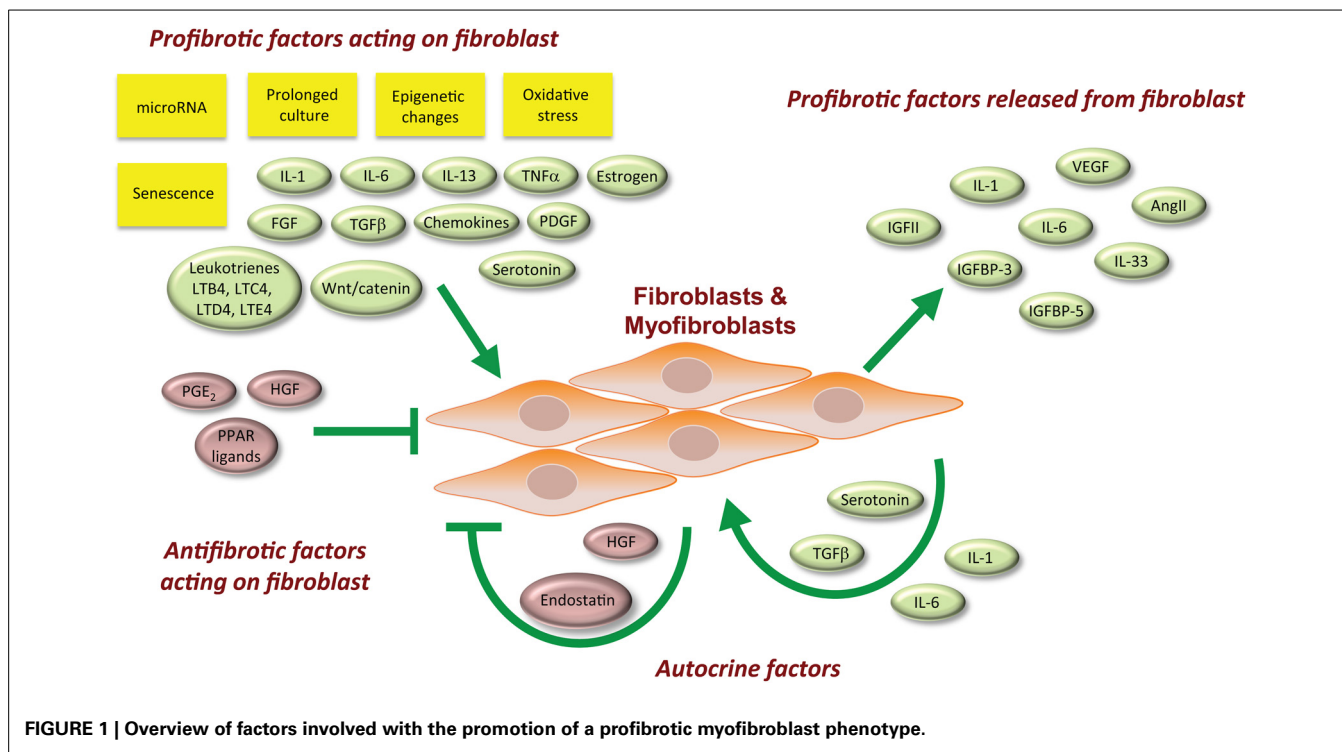 Profibrotic factors acting on fibroblast
microRNA
Prolonged
culture
Epigenetic
changes
Oxidative
stress
Senescence
IL-1
IL-6
IL-13
TNFα
Estrogen
FGF
TGFβ
Chemokines
PDGF
Leukotrienes
LTB4, LTC4,
LTD4, LTE4
Wnt/catenin
Serotonin
Profibrotic factors released from fibroblast
IL-1
VEGF
IGFII
IL-6
AngII
IGFBP-3
IL-33
IGFBP-5
Fibroblasts &
Myofibroblasts
PGE₂
HGF
PPAR
ligands
Antifibrotic factors
acting on fibroblast
HGF
Endostatin
Serotonin
TGFβ
IL-1
IL-6
Autocrine factors
FIGURE 1 | Overview of factors involved with the promotion of a profibrotic myofibroblast phenotype.